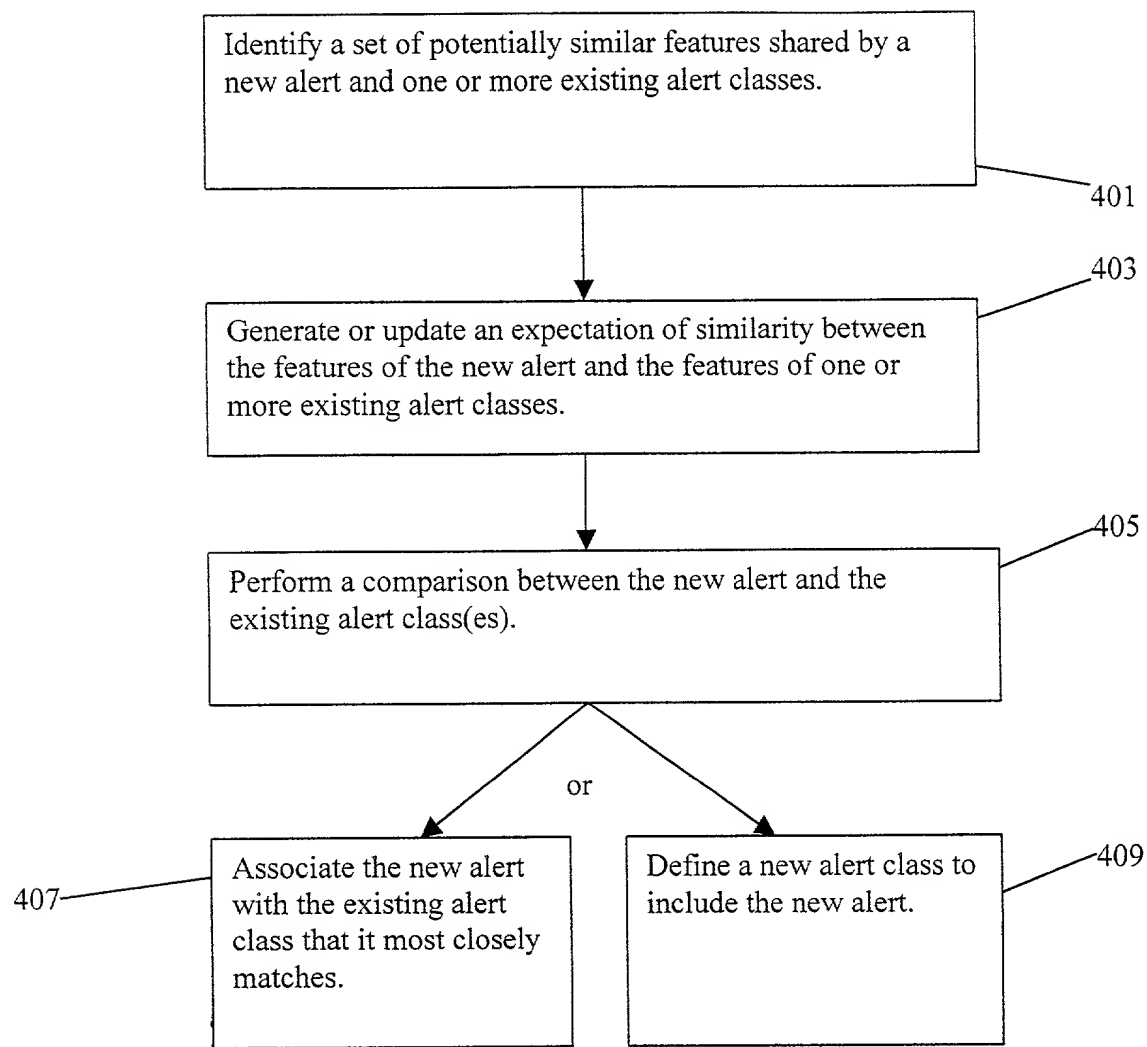 Identify a set of potentially similar features shared by a
new alert and one or more existing alert classes.
401
403
Generate or update an expectation of similarity between
the features of the new alert and the features of one or
more existing alert classes.
405
Perform a comparison between the new alert and the
existing alert class(es).
or
407
Associate the new alert
with the existing alert
class that it most closely
matches.
Define a new alert class to
include the new alert.
409